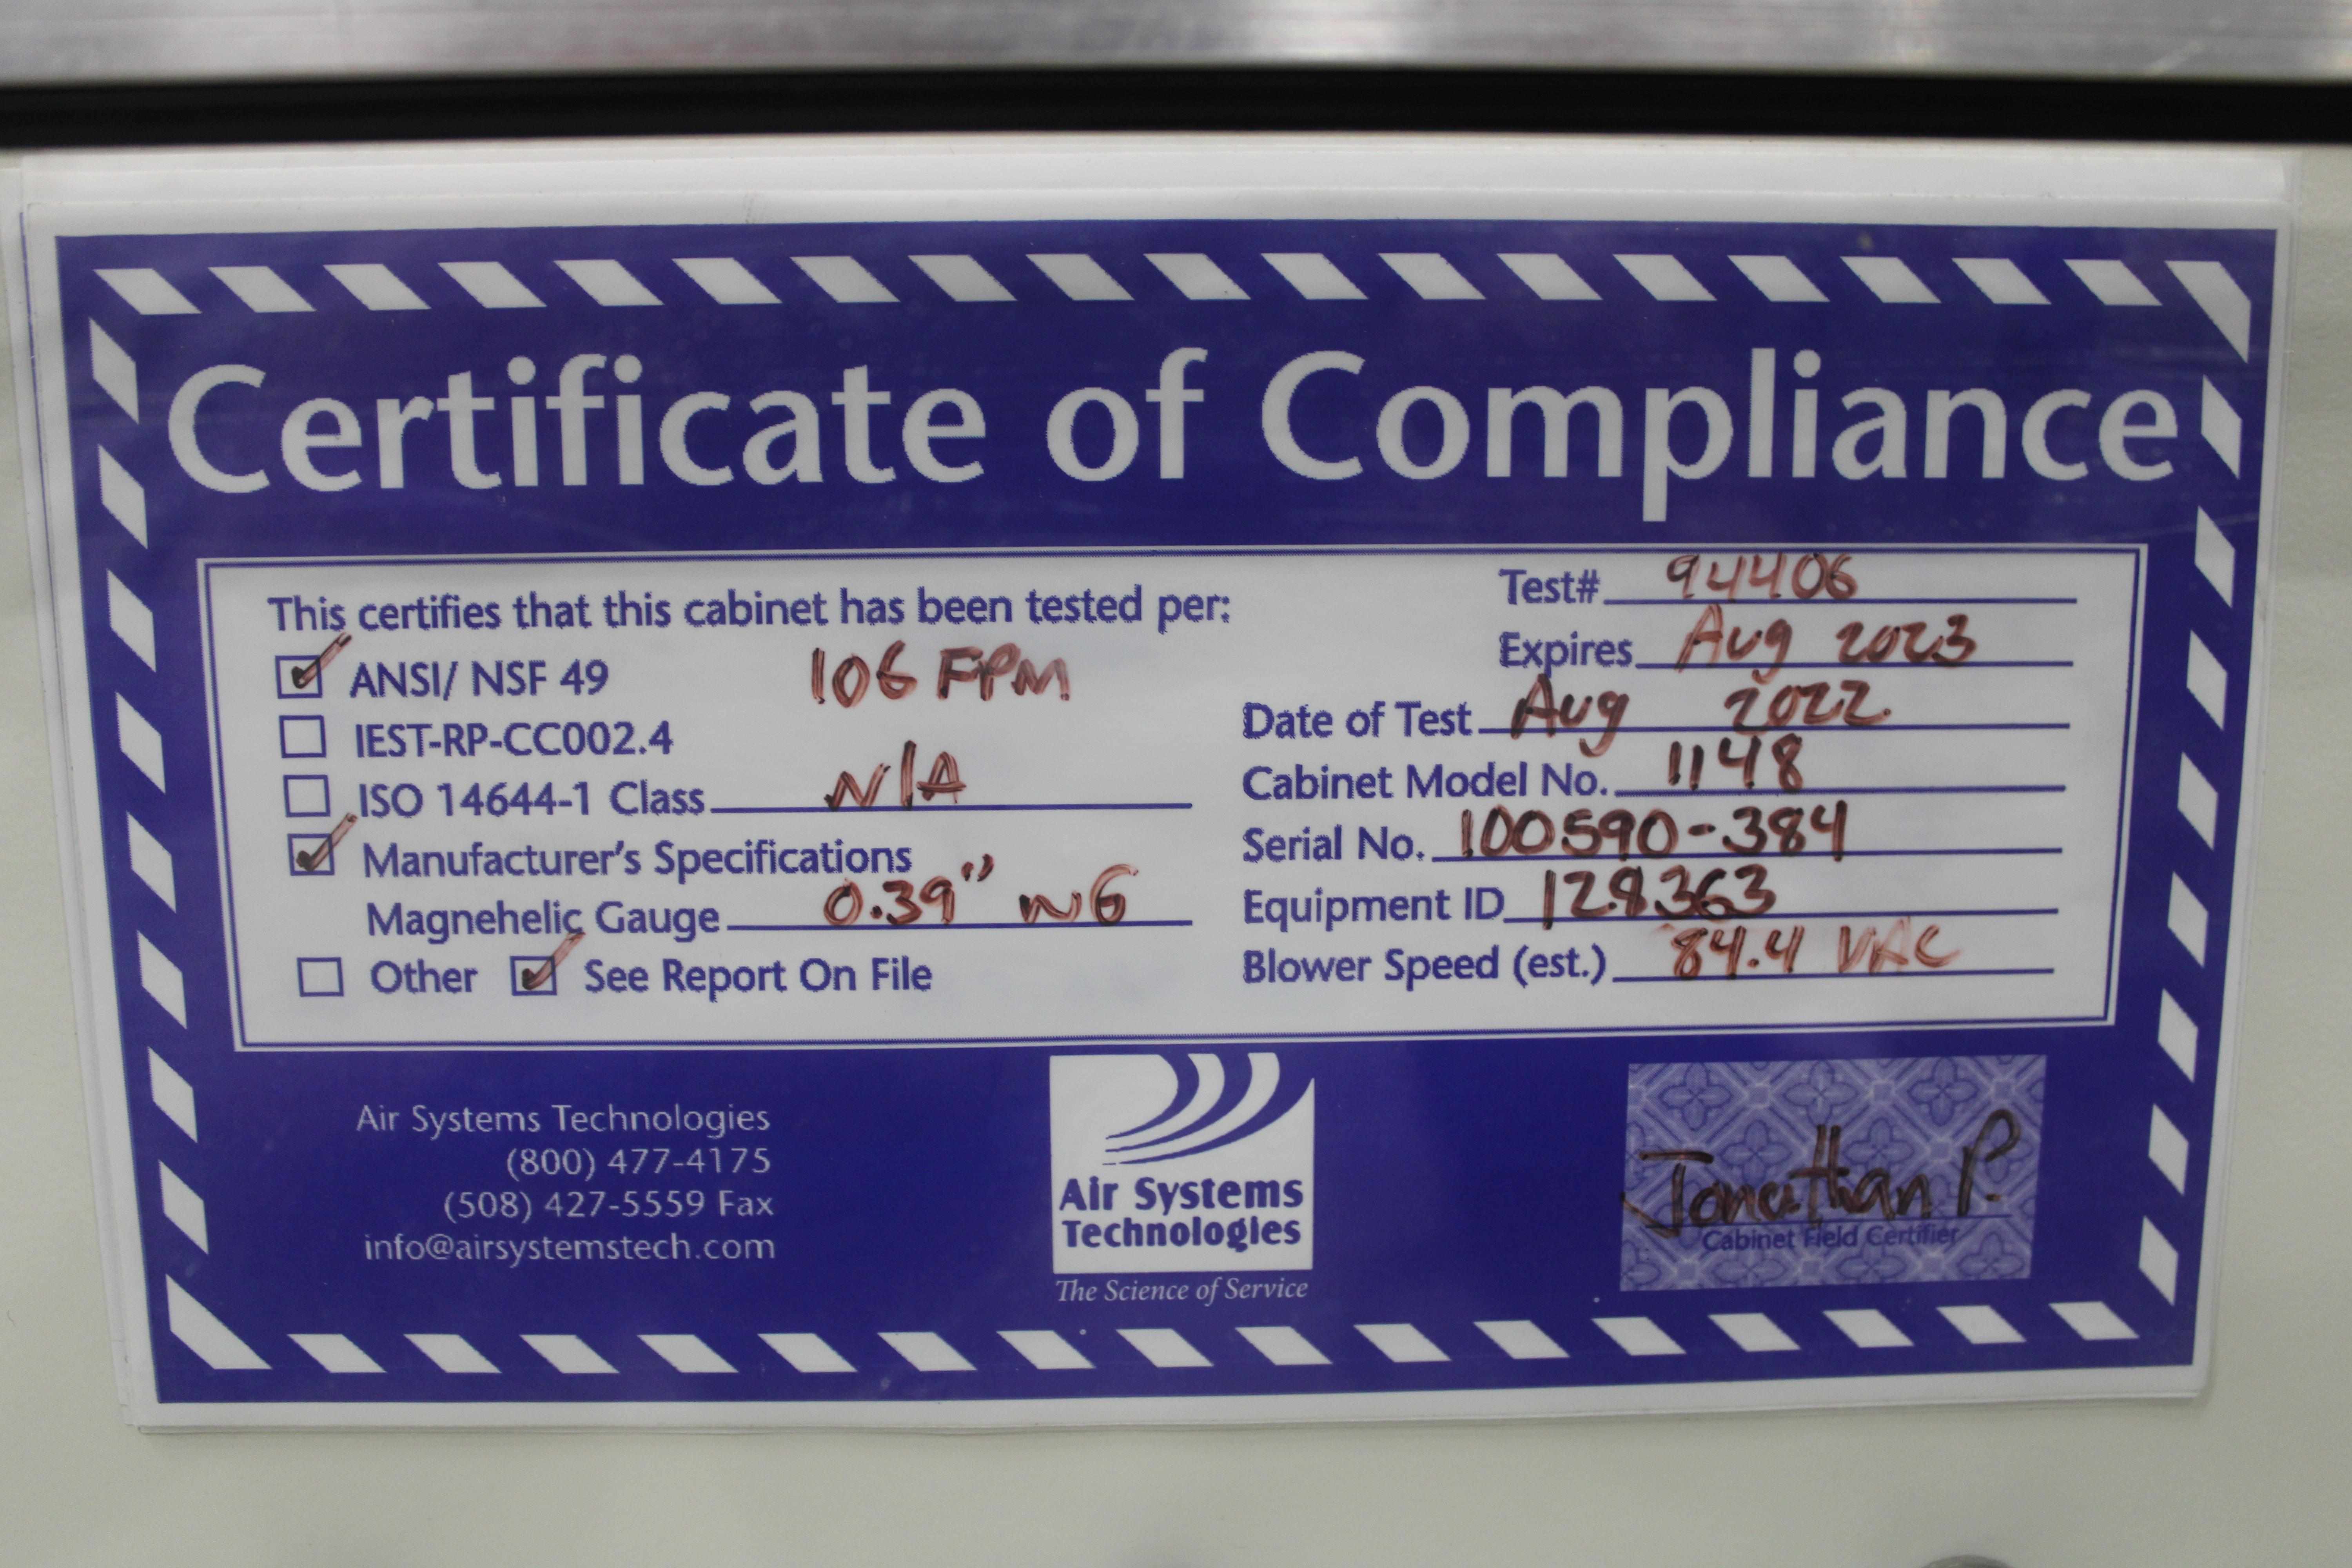 Certificate of Compliance
This certifies that this cabinet has been tested per:
ANSI/ NSF 49 106 FPM
IEST-RP-CC002.4
ISO 14644-1 Class N/A
Manufacturer's Specifications
Magnehelic Gauge 0.39" WG
Other See Report On File
Test# 94406
Expires Aug 2023
Date of Test Aug 2022
Cabinet Model No. 1148
Serial No. 100590-384
Equipment ID 128363
Blower Speed (est.) 84.4 VAC
Air Systems Technologies
(800) 477-4175
(508) 427-5559 Fax
info@airsystemstech.com
Air Systems
Technologies
The Science of Service
Jonathan P.
Cabinet Field Certifier